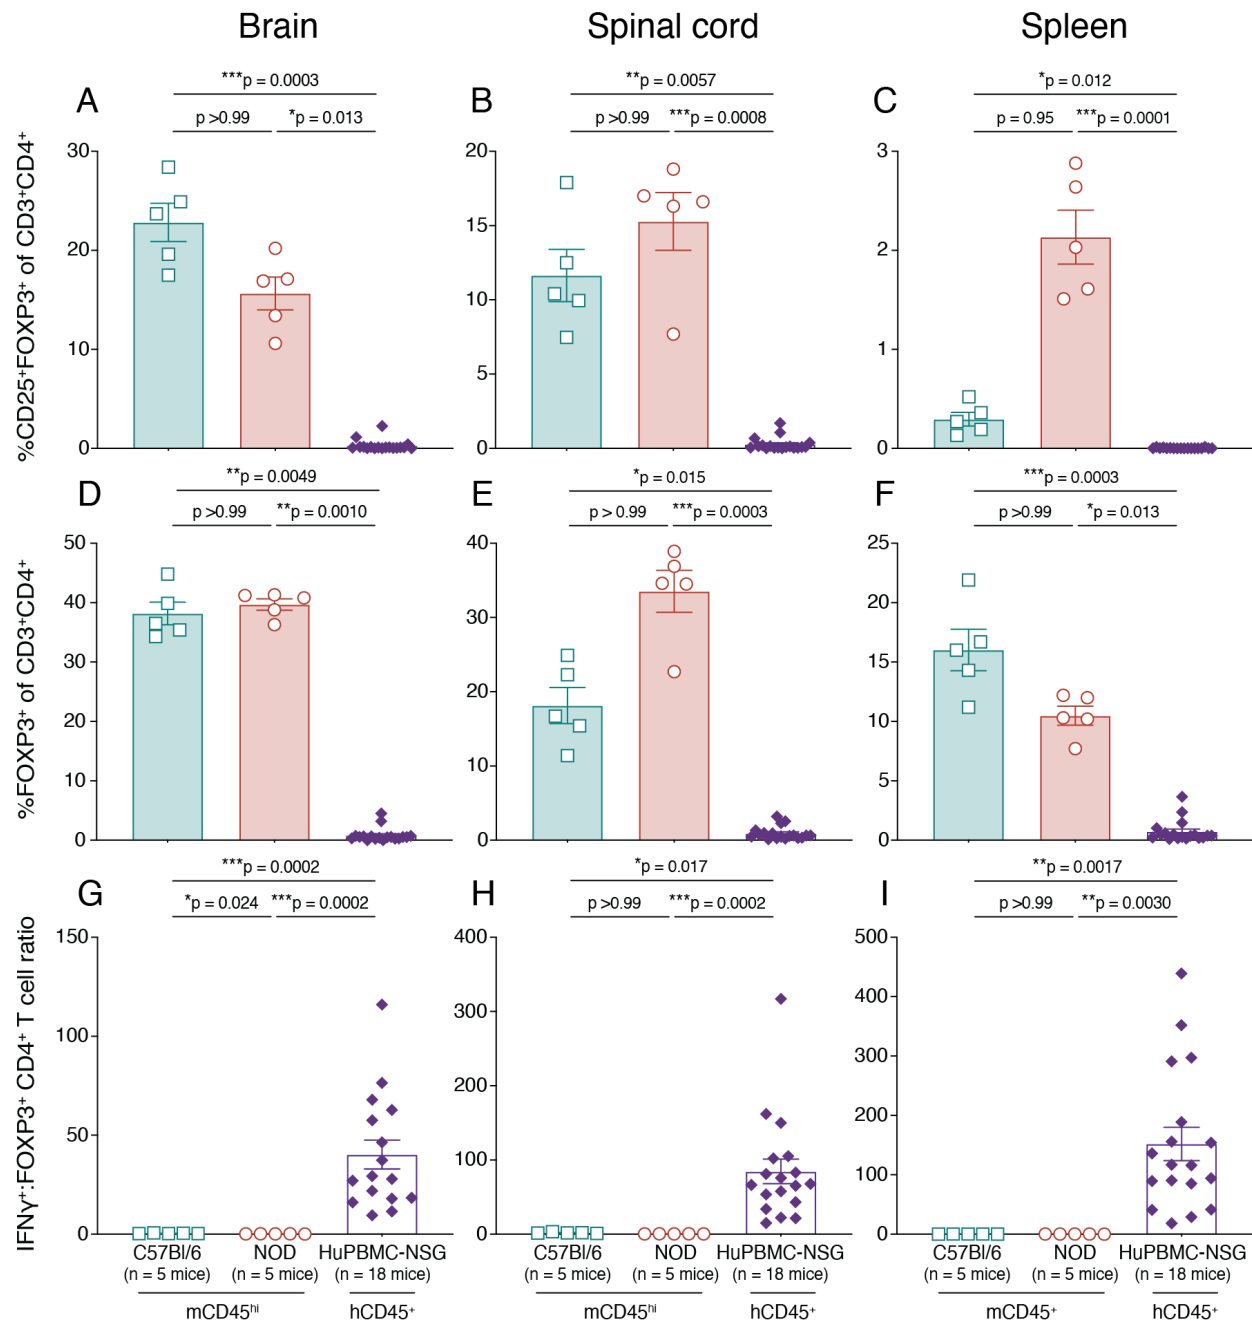 Brain Spinal cord Spleen
***p = 0.0003 **p = 0.0057 *p = 0.012
A B C
p >0.99 *p = 0.013 p >0.99 ***p = 0.0008 p = 0.95 ***p = 0.0001
%CD25⁺FOXP3⁺ of CD3⁺CD4⁺
30 20 3
20 15 2
10 10 1
0 5 0
0
**p = 0.0049 *p = 0.015 ***p = 0.0003
D E F
p >0.99 **p = 0.0010 p > 0.99 ***p = 0.0003 p >0.99 *p = 0.013
%FOXP3⁺ of CD3⁺CD4⁺
50 40 25
40 30 20
30 20 15
20 10 10
10 0 5
0 0
***p = 0.0002 *p = 0.017 **p = 0.0017
G H I
*p = 0.024 ***p = 0.0002 p >0.99 ***p = 0.0002 p >0.99 **p = 0.0030
IFNγ⁺:FOXP3⁺ CD4⁺ T cell ratio
150 400 500
100 300 400
50 200 300
0 100 200
0 100
0
C57Bl/6 NOD HuPBMC-NSG C57Bl/6 NOD HuPBMC-NSG C57Bl/6 NOD HuPBMC-NSG
(n = 5 mice) (n = 5 mice) (n = 18 mice) (n = 5 mice) (n = 5 mice) (n = 18 mice) (n = 5 mice) (n = 5 mice) (n = 18 mice)
mCD45ʰⁱ hCD45⁺ mCD45ʰⁱ hCD45⁺ mCD45⁺ hCD45⁺